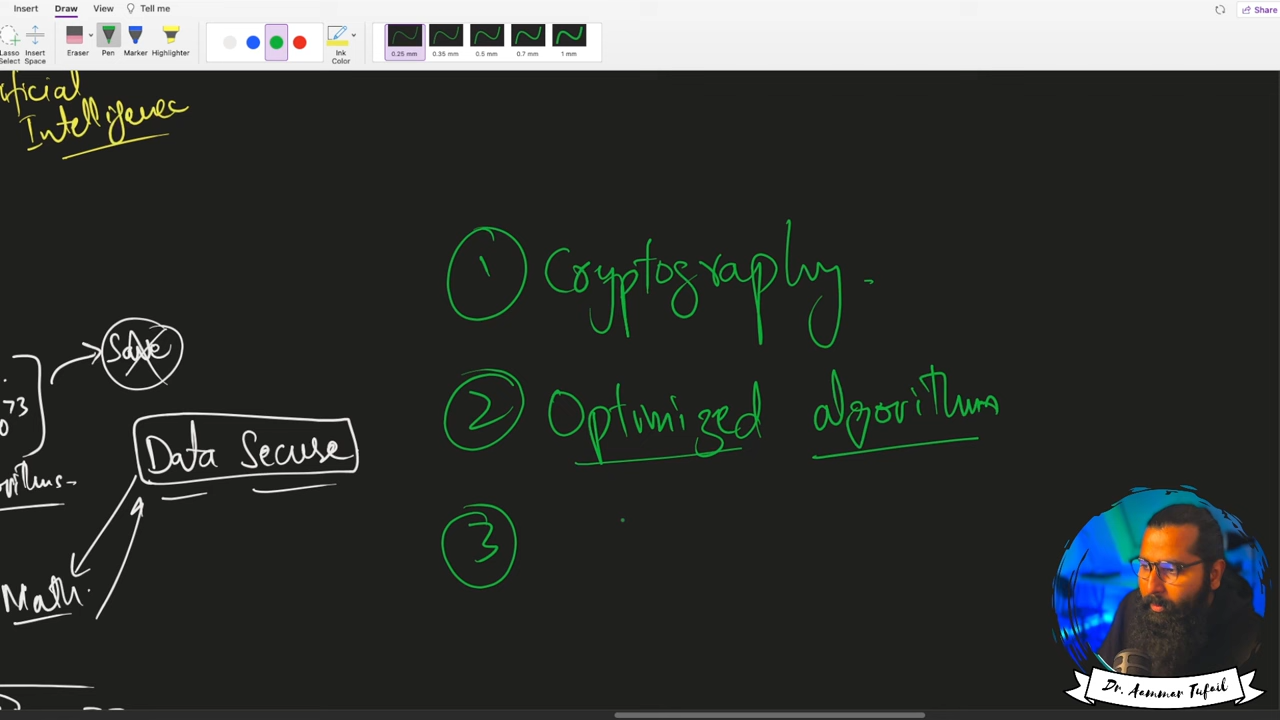 Insert Draw View Tell me Share
Eraser Pen Marker Highlighter
Lasso Select Insert Space
Ink Color
0.25 mm 0.35 mm 0.5 mm 0.7 mm 1 mm
ificial
Intelligence
1 Cryptography.
Save
73
0
2 Optimized algorithms
Data Secure
3
Math.
Dr. Aammar Tufail